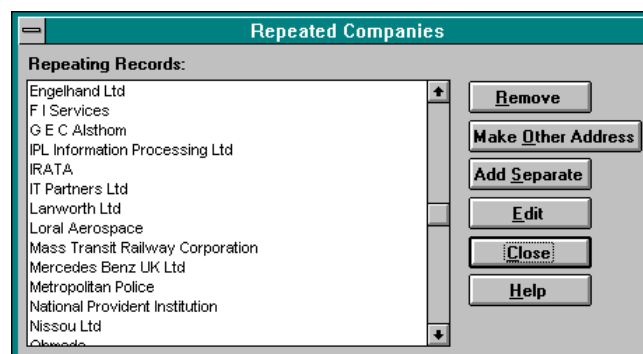 Repeated Companies
Repeating Records:
Engelhand Ltd
F I Services
G E C Alsthom
IPL Information Processing Ltd
IRATA
IT Partners Ltd
Lanworth Ltd
Loral Aerospace
Mass Transit Railway Corporation
Mercedes Benz UK Ltd
Metropolitan Police
National Provident Institution
Nissou Ltd
Remove
Make Other Address
Add Separate
Edit
Close
Help